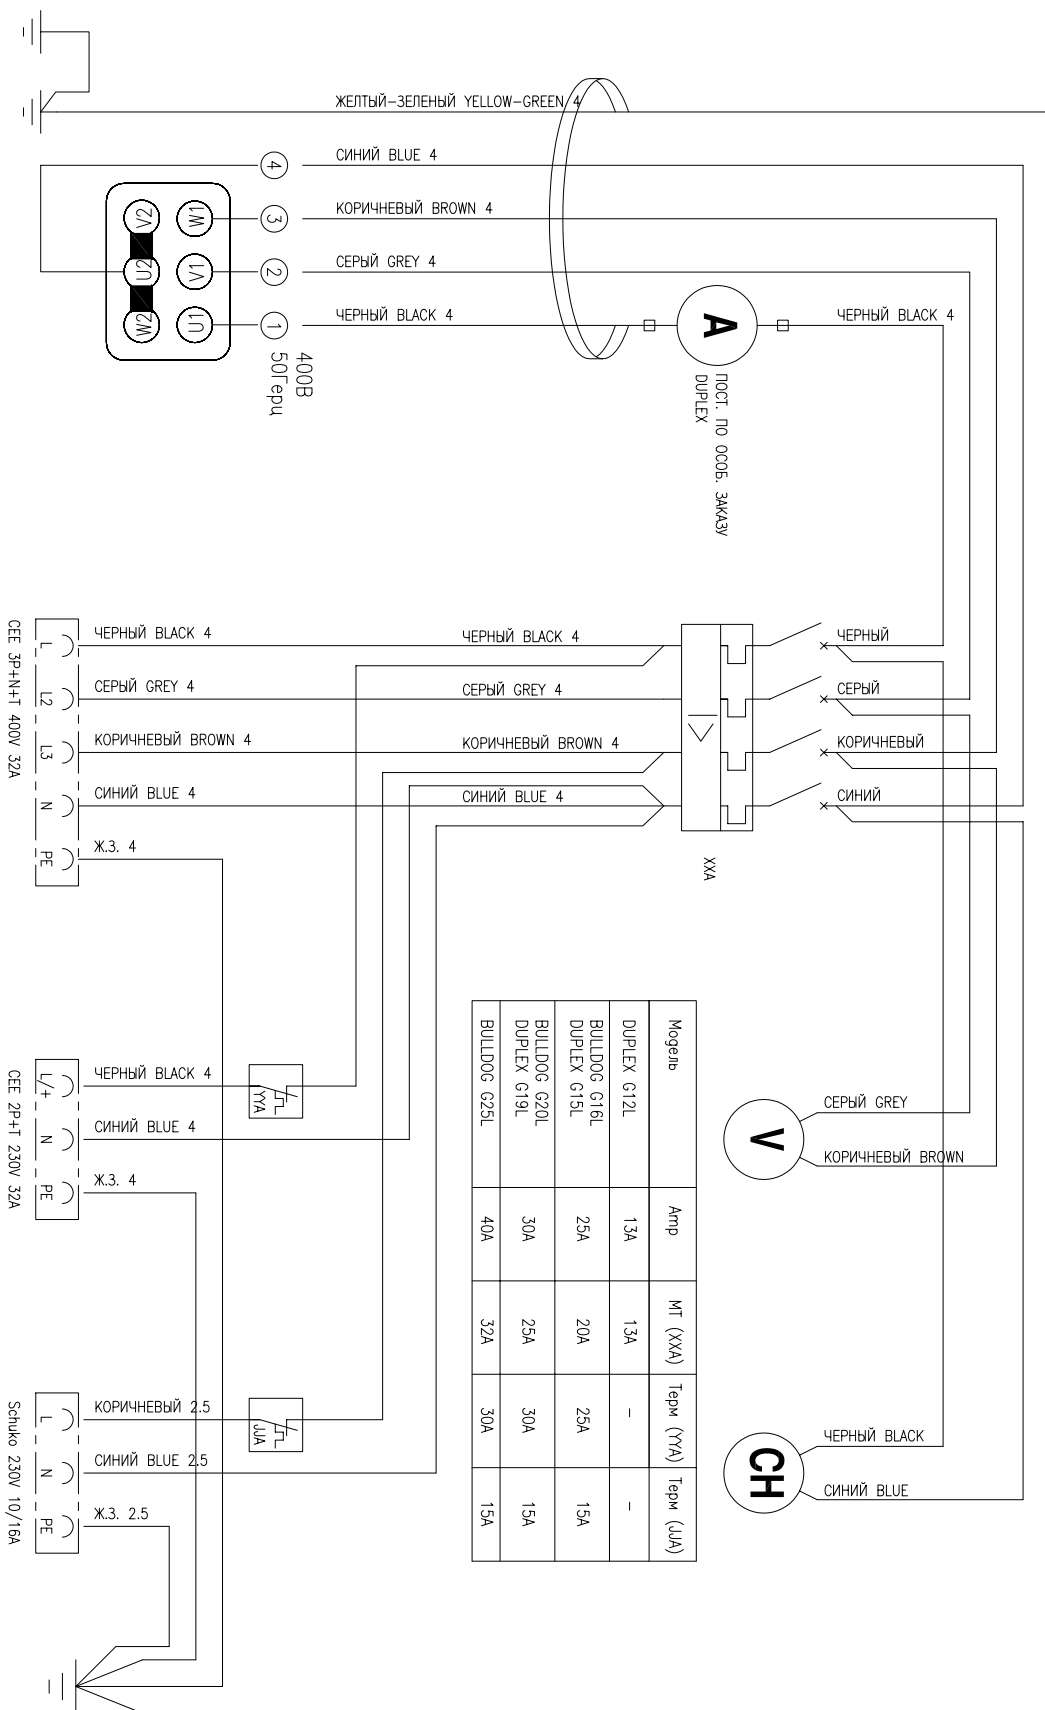 ЖЕЛТЫЙ-ЗЕЛЕНЫЙ YELLOW-GREEN 4
СИНИЙ BLUE 4
КОРИЧНЕВЫЙ BROWN 4
СЕРЫЙ GREY 4
ЧЕРНЫЙ BLACK 4
ЧЕРНЫЙ BLACK 4
4
3
2
1
V2
U2
W2
W1
V1
U1
400В
50Герц
A
ПОСТ. ПО ОСОБ. ЗАКАЗУ
DUPLEX
ЧЕРНЫЙ BLACK 4
ЧЕРНЫЙ BLACK 4
ЧЕРНЫЙ
СЕРЫЙ GREY 4
СЕРЫЙ GREY 4
СЕРЫЙ
КОРИЧНЕВЫЙ BROWN 4
КОРИЧНЕВЫЙ BROWN 4
КОРИЧНЕВЫЙ
СИНИЙ BLUE 4
СИНИЙ BLUE 4
СИНИЙ
Ж.З. 4
L
L2
L3
N
PE
CEE 3P+N+T 400V 32A
XXA
ЧЕРНЫЙ BLACK 4
СИНИЙ BLUE 4
Ж.З. 4
YYA
L/+
N
PE
CEE 2P+T 230V 32A
Модель Amp MT (XXA) Терм (YYA) Терм (JJA)
DUPLEX G12L 13A 13A - -
BULLDOG G16L
DUPLEX G15L 25A 20A 25A 15A
BULLDOG G20L
DUPLEX G19L 30A 25A 30A 15A
BULLDOG G25L 40A 32A 30A 15A
V
СЕРЫЙ GREY
КОРИЧНЕВЫЙ BROWN
CH
ЧЕРНЫЙ BLACK
СИНИЙ BLUE
КОРИЧНЕВЫЙ 2.5
СИНИЙ BLUE 2.5
Ж.З. 2.5
JJA
L
N
PE
Schuko 230V 10/16A